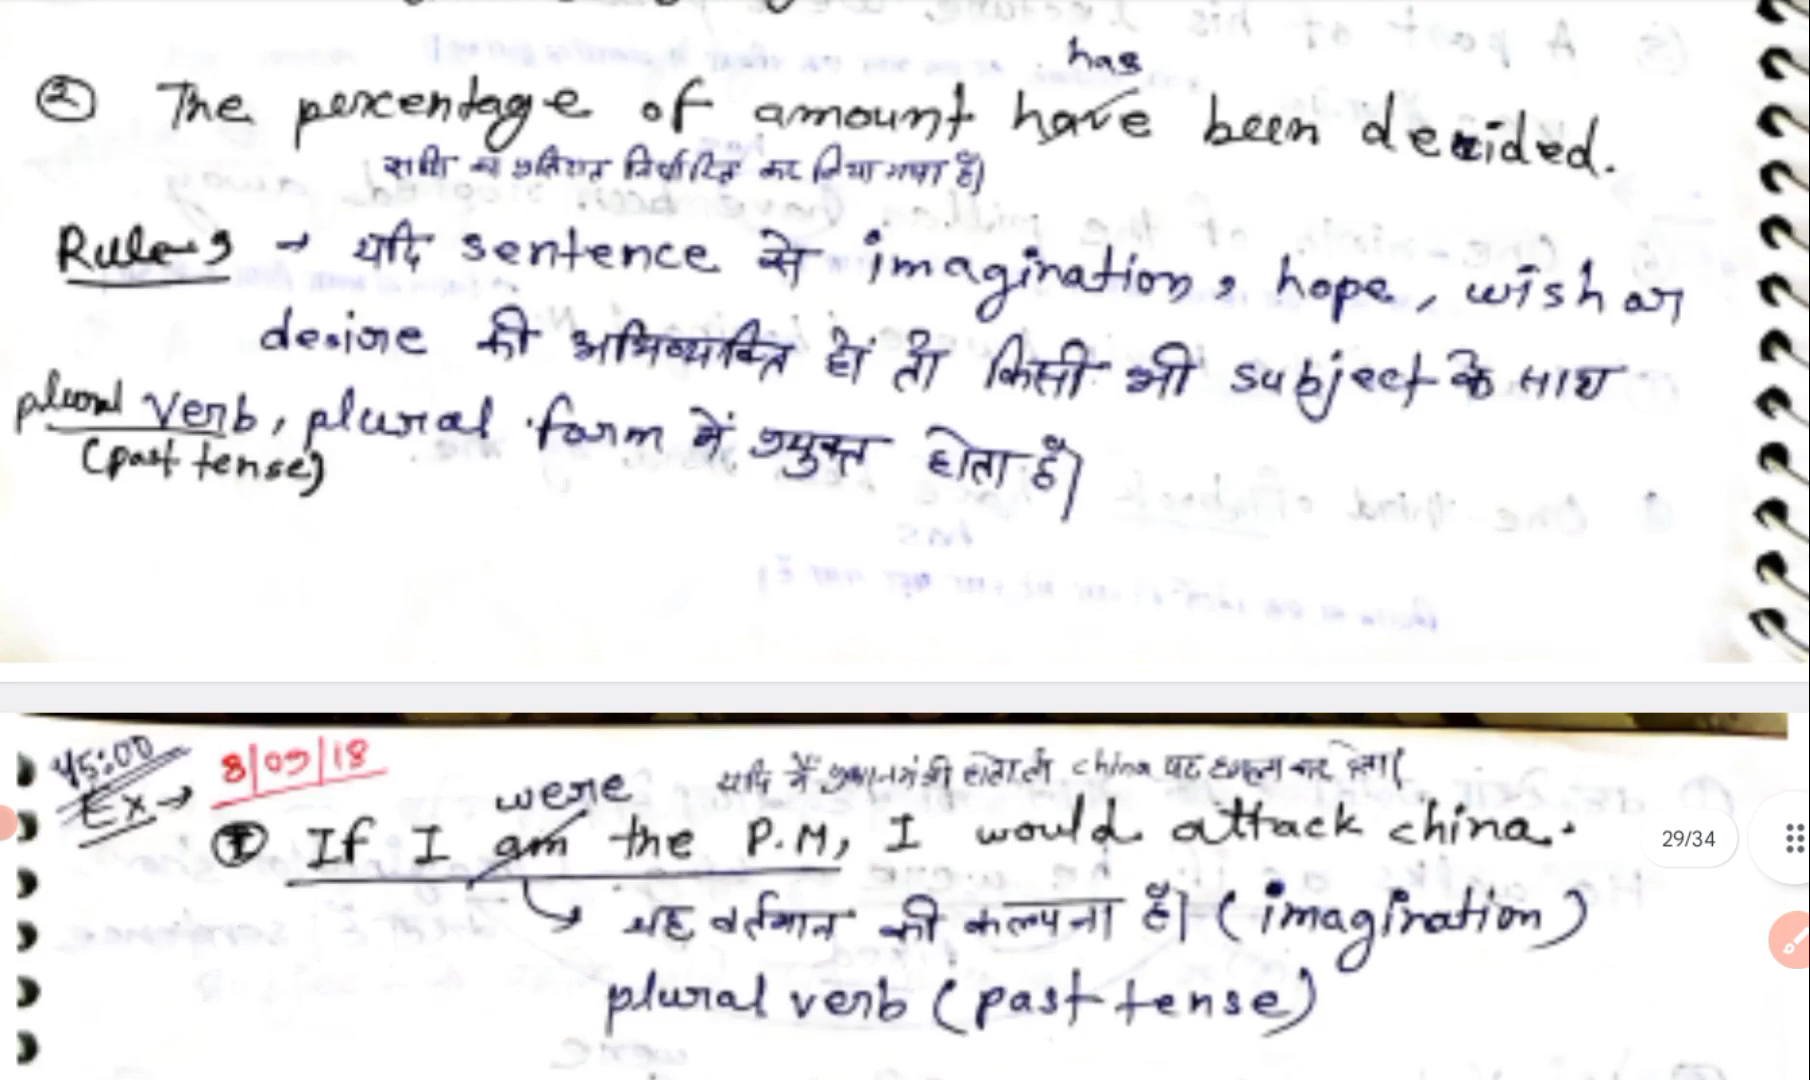 has
② The percentage of amount have been decided.
राशि का प्रतिशत निर्धारित कर लिया गया है।
Rule-9 → यदि sentence से imagination, hope, wish या
desire की अभिव्यक्ति हो तो किसी भी subject के साथ
plural verb, plural form में प्रयुक्त होता है।
(past tense)
45:00
8/09/18
Ex →
were यदि मैं प्रधानमंत्री होता तो china पर हमला कर देता।
① If I am the P.M, I would attack china.
29/34
यह वर्तमान की कल्पना है। (imagination)
plural verb (past tense)